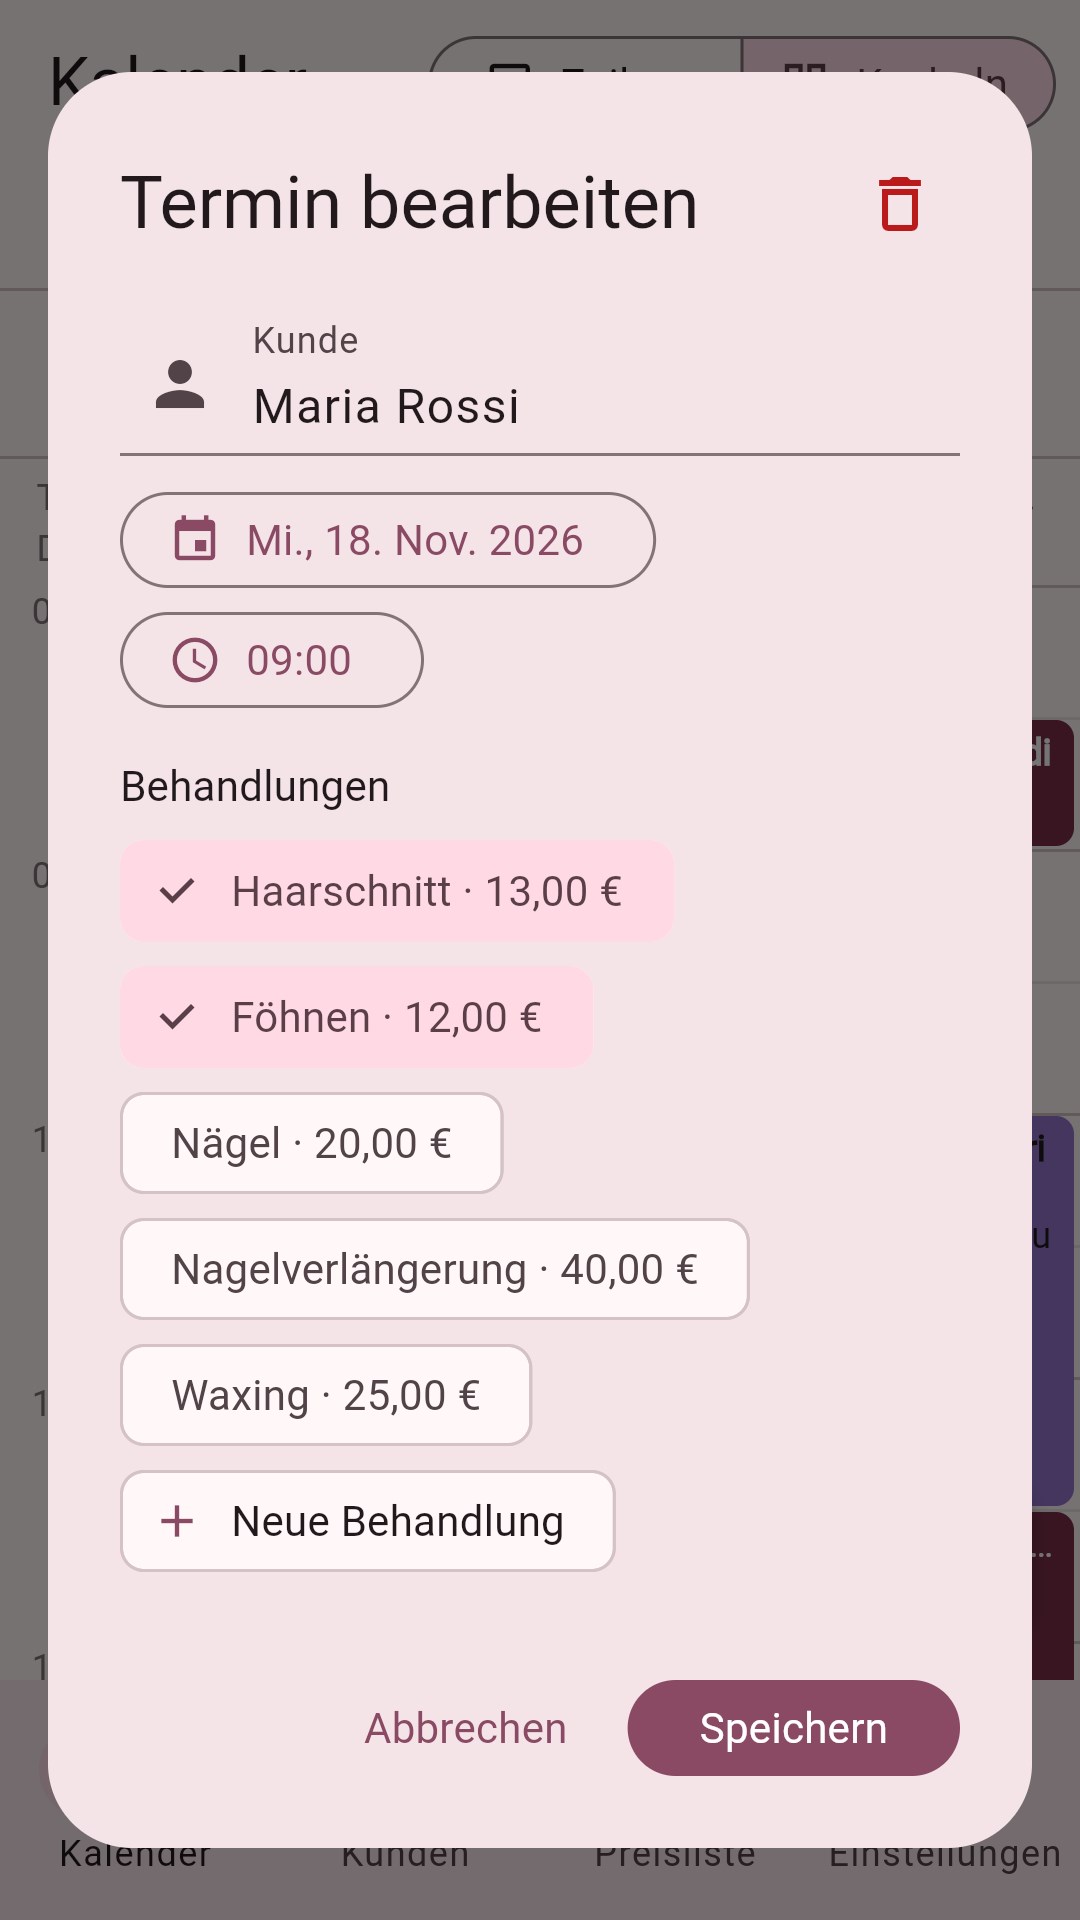 Termin bearbeiten
Kunde
Maria Rossi
Mi., 18. Nov. 2026
09:00
Behandlungen
Haarschnitt · 13,00 €
Föhnen · 12,00 €
Nägel · 20,00 €
Nagelverlängerung · 40,00 €
Waxing · 25,00 €
Neue Behandlung
Abbrechen
Speichern
Kalender
Kunden
Preisliste
Einstellungen